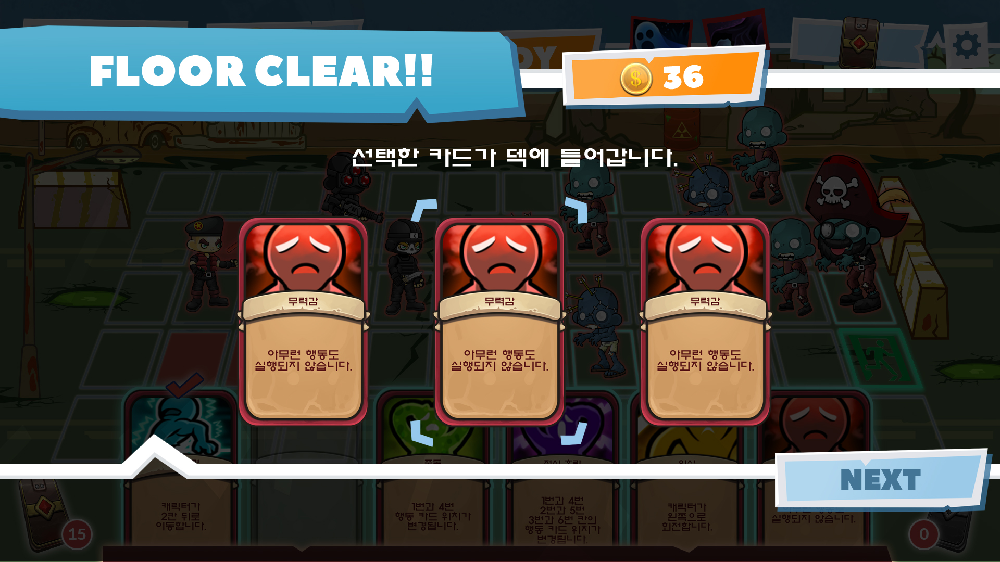 FLOOR CLEAR!!
DY
36
선택한 카드가 덱에 들어갑니다.
무력감
아무런 행동도
실행되지 않습니다.
무력감
아무런 행동도
실행되지 않습니다.
무력감
아무런 행동도
실행되지 않습니다.
NEXT
캐릭터가
2칸 뒤로
이동합니다.
1번과 4번
행동 카드 위치가
변경됩니다.
1번과 4번
2번과 5번
3번과 6번 칸의
행동 카드 위치가
변경됩니다.
캐릭터가
왼쪽으로
회전합니다.
실행되지 않습니다.
15
0